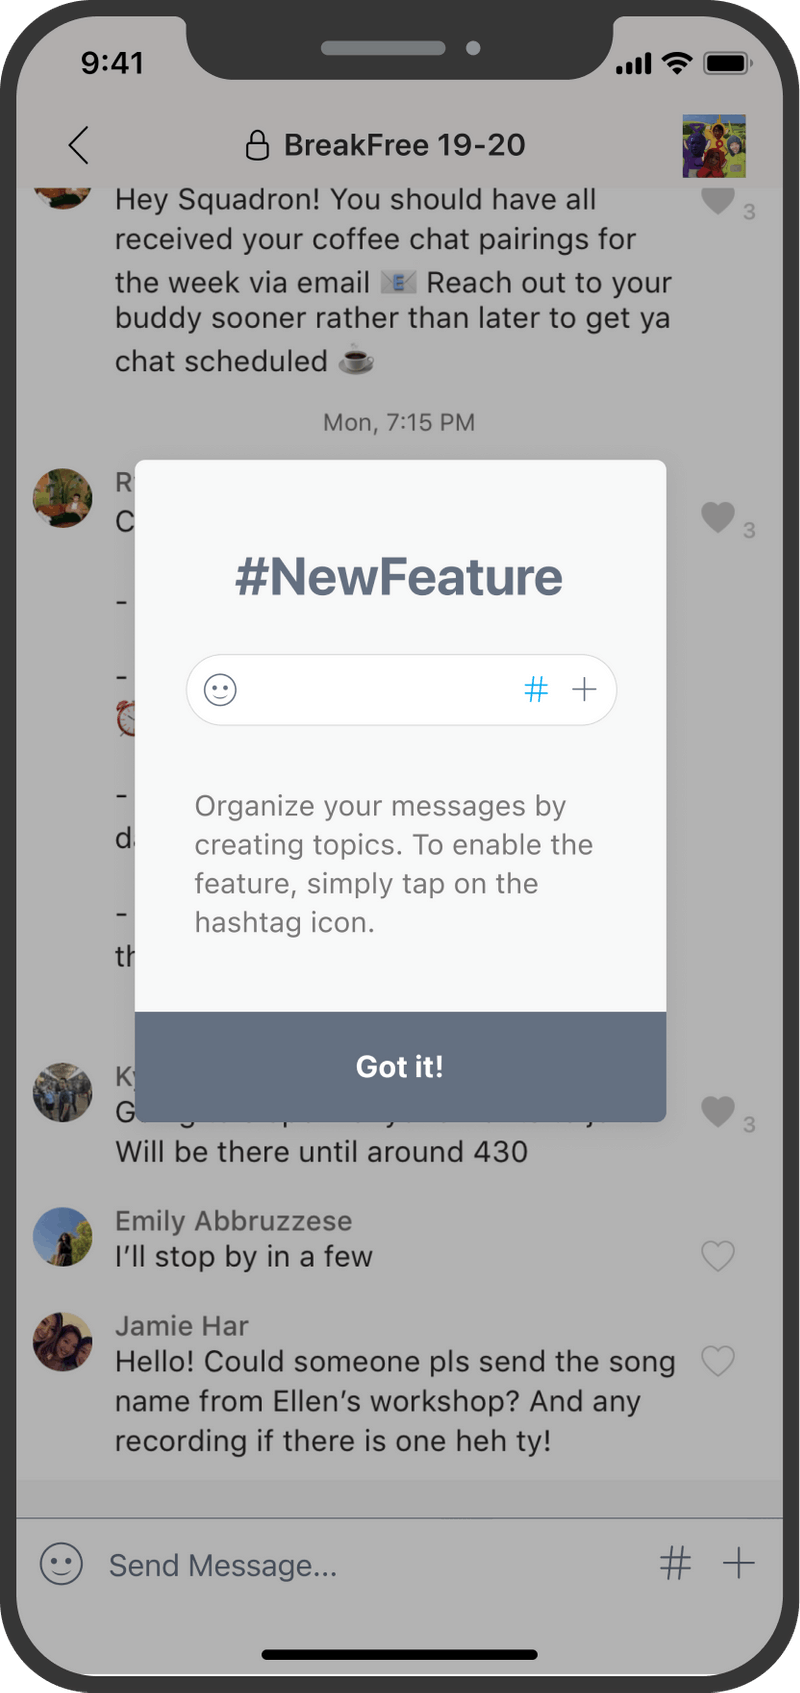 9:41
BreakFree 19-20
Hey Squadron! You should have all
3
received your coffee chat pairings for
the week via email 📧 Reach out to your
buddy sooner rather than later to get ya
chat scheduled ☕
Mon, 7:15 PM
3
-
-
-
-
#NewFeature
#
Organize your messages by
creating topics. To enable the
feature, simply tap on the
hashtag icon.
Got it!
3
Will be there until around 430
Emily Abbruzzese
I’ll stop by in a few
Jamie Har
Hello! Could someone pls send the song
name from Ellen’s workshop? And any
recording if there is one heh ty!
Send Message... #